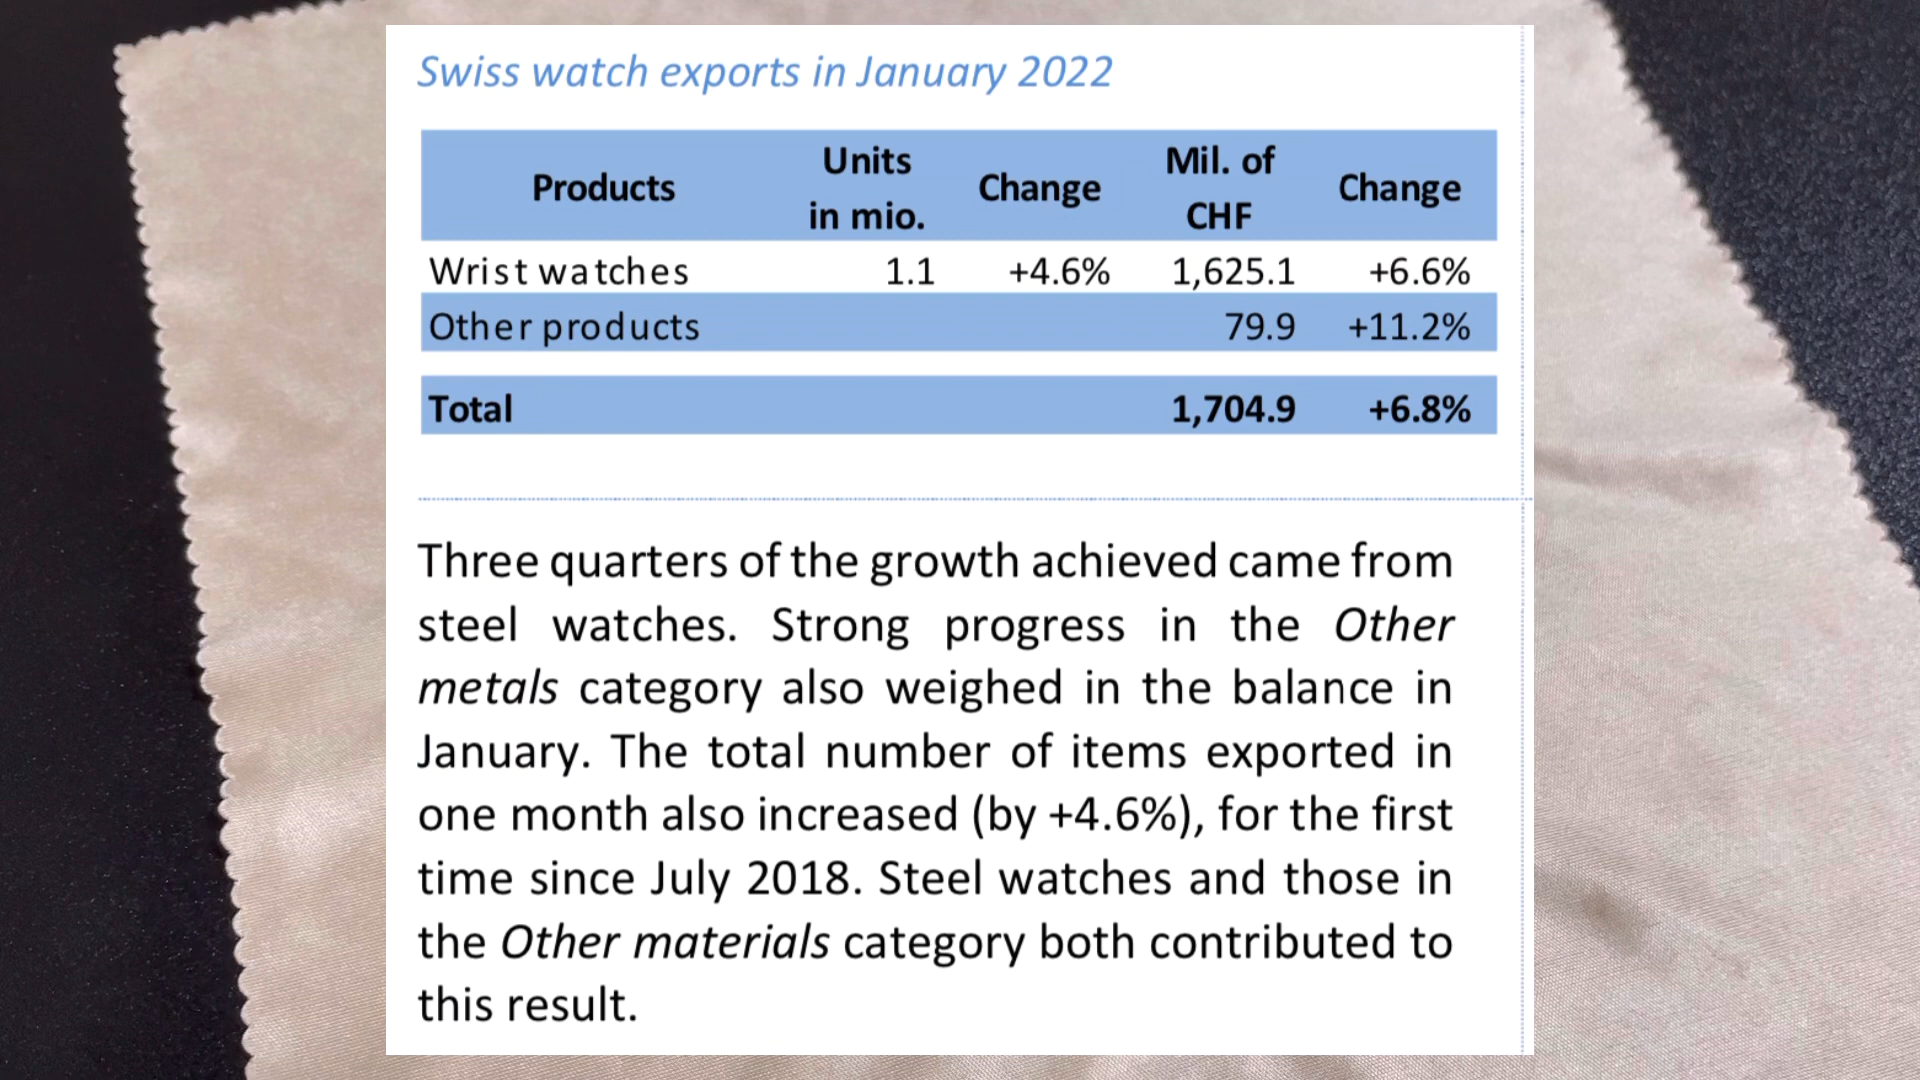 Swiss watch exports in January 2022
Products Units in mio. Change Mil. of CHF Change
Wrist watches 1.1 +4.6% 1,625.1 +6.6%
Other products 79.9 +11.2%
Total 1,704.9 +6.8%
Three quarters of the growth achieved came from
steel watches. Strong progress in the Other
metals category also weighed in the balance in
January. The total number of items exported in
one month also increased (by +4.6%), for the first
time since July 2018. Steel watches and those in
the Other materials category both contributed to
this result.